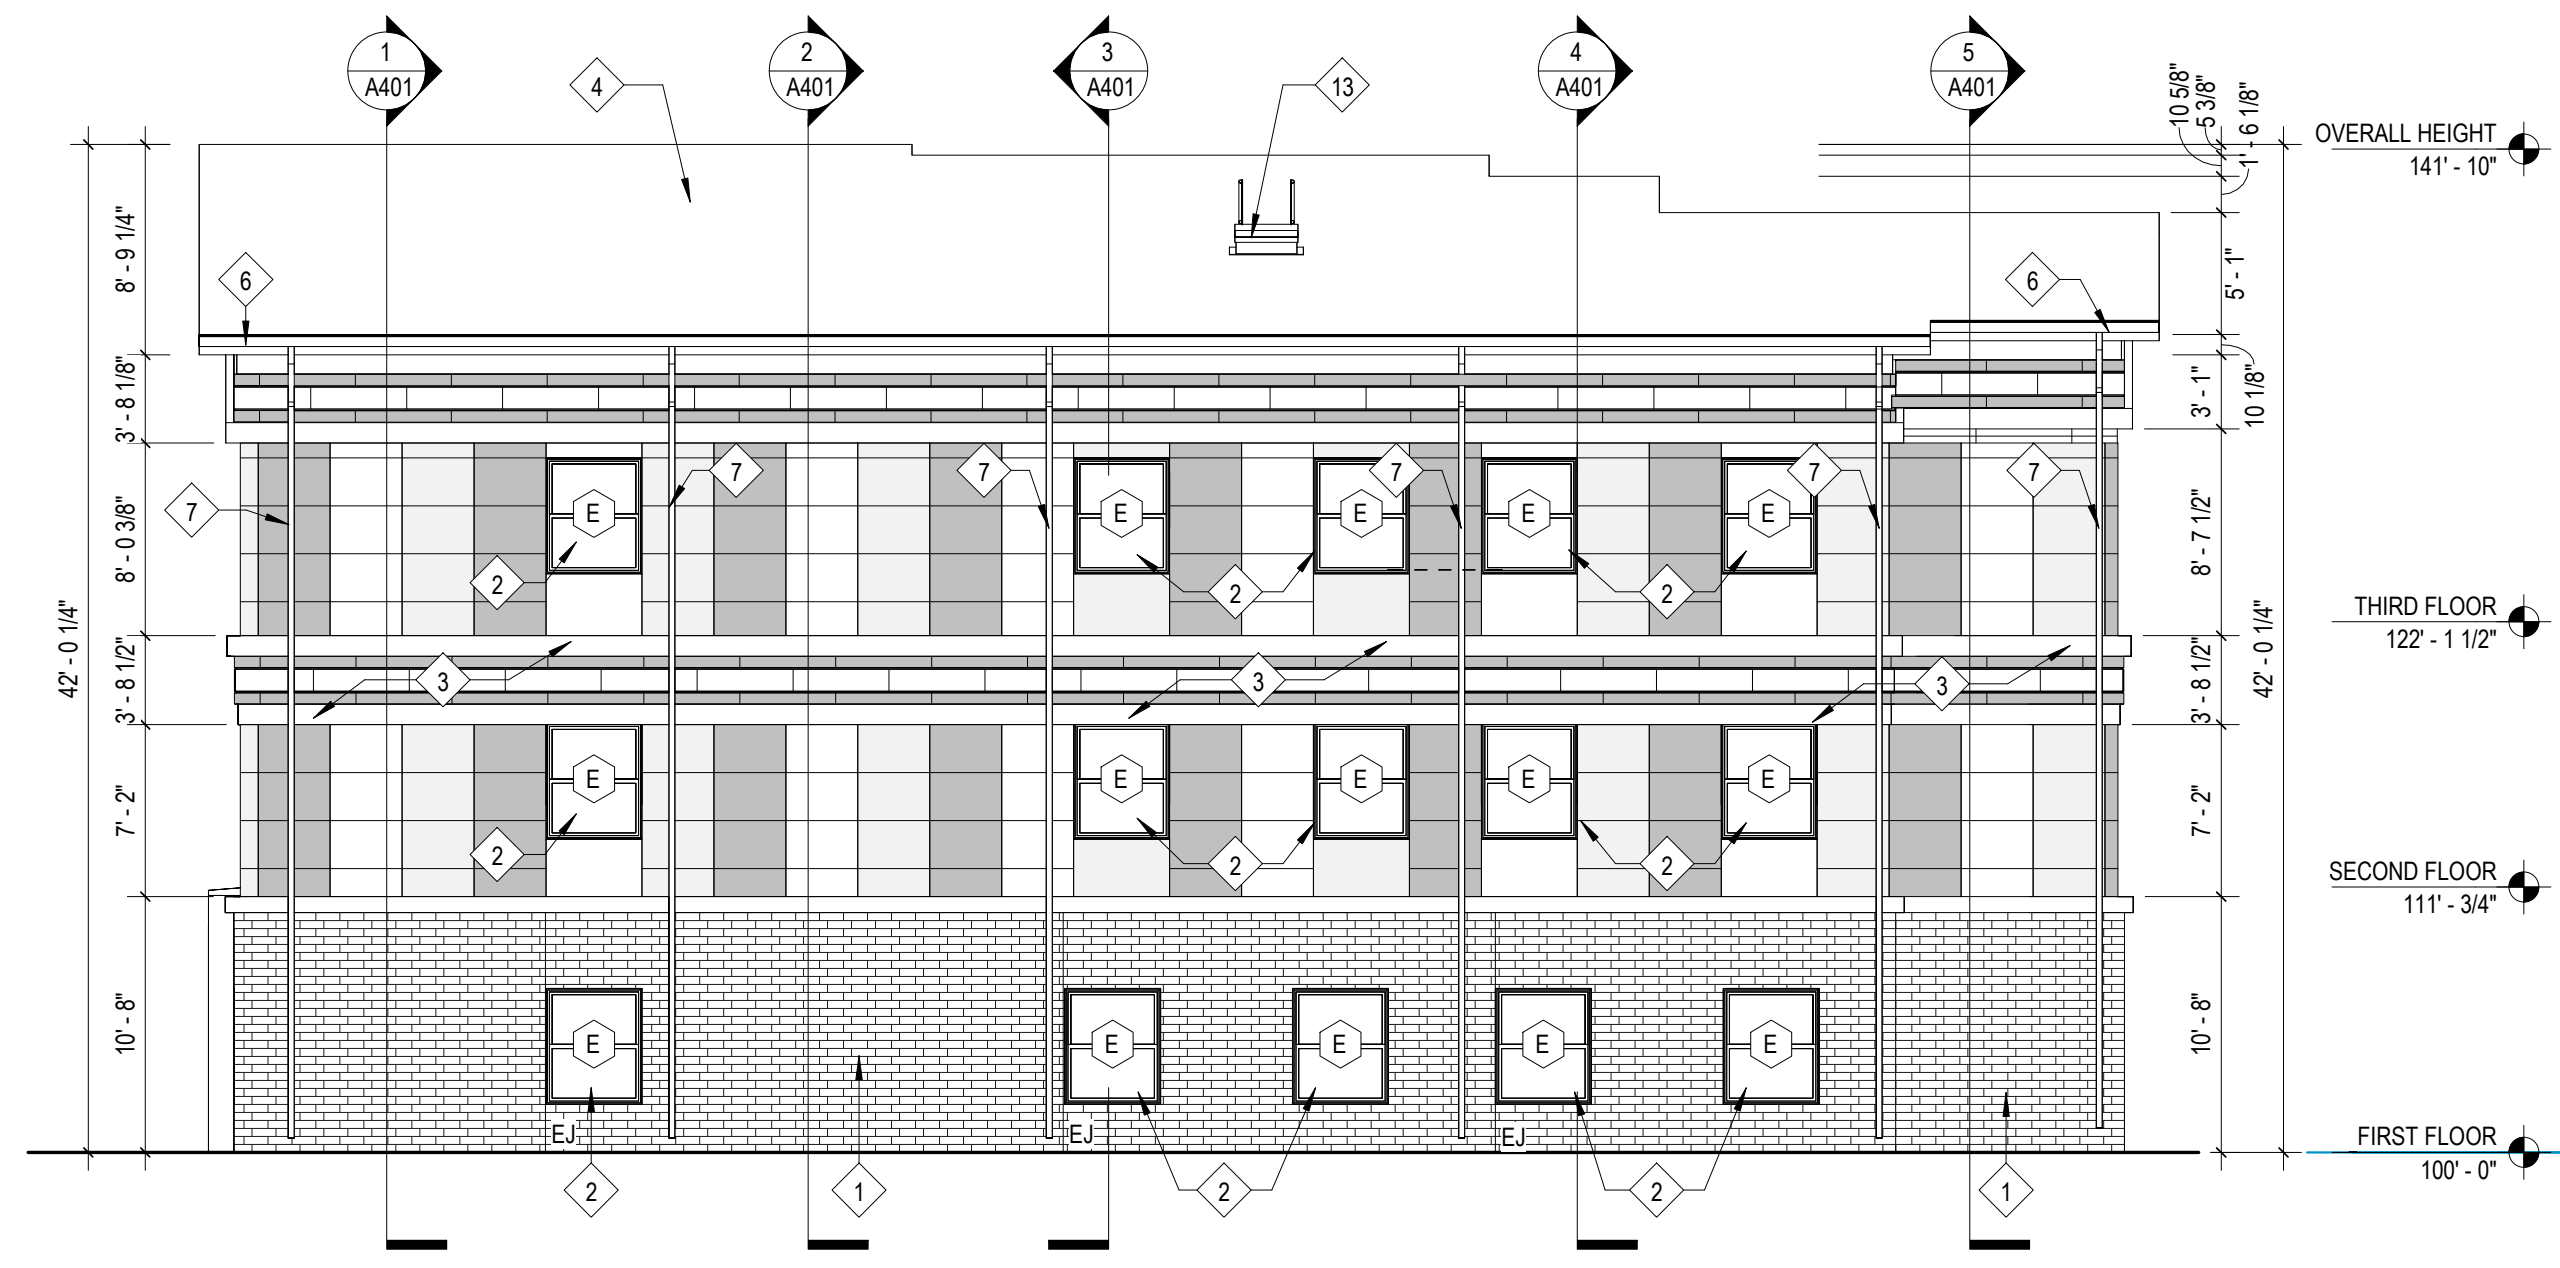 1
A401
2
A401
3
A401
4
A401
5
A401
4
13
10 5/8"
5 3/8"
1' - 6 1/8"
OVERALL HEIGHT
141' - 10"
8' - 9 1/4"
6
6
5' - 1"
3' - 8 1/8"
3' - 1"
10 1/8"
7
7
7
7
7
7
E
E
E
E
E
8' - 0 3/8"
8' - 7 1/2"
2
2
2
42' - 0 1/4"
42' - 0 1/4"
THIRD FLOOR
122' - 1 1/2"
3' - 8 1/2"
3
3
3
3' - 8 1/2"
E
E
E
E
E
7' - 2"
7' - 2"
2
2
2
SECOND FLOOR
111' - 3/4"
10' - 8"
E
E
E
E
E
10' - 8"
EJ
EJ
EJ
FIRST FLOOR
100' - 0"
2
1
2
2
1